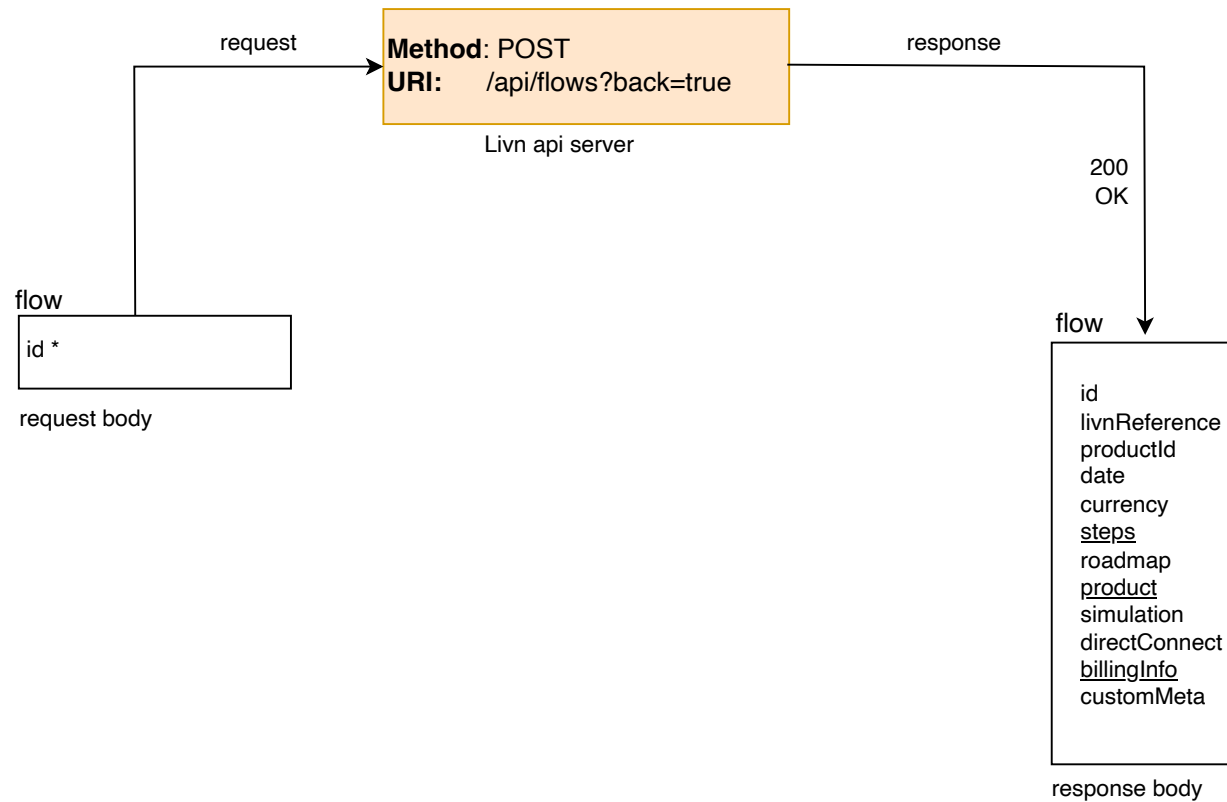 request
Method: POST
URI: /api/flows?back=true
response
Livn api server
200
OK
flow
id *
request body
flow
id
livnReference
productId
date
currency
steps
roadmap
product
simulation
directConnect
billingInfo
customMeta
response body